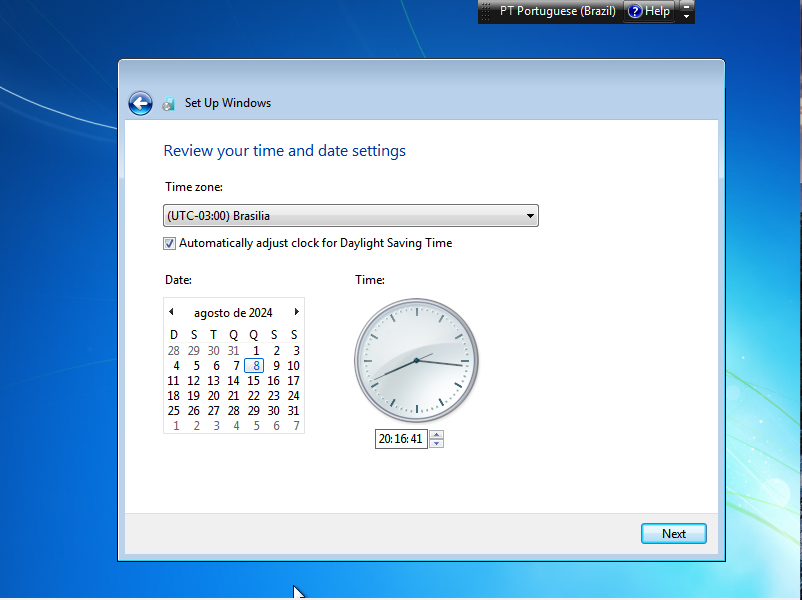 PT Portuguese (Brazil) ? Help
Set Up Windows
Review your time and date settings
Time zone:
(UTC-03:00) Brasilia
Automatically adjust clock for Daylight Saving Time
Date:
Time:
agosto de 2024
D S T Q Q S S
28 29 30 31 1 2 3
4 5 6 7 8 9 10
11 12 13 14 15 16 17
18 19 20 21 22 23 24
25 26 27 28 29 30 31
1 2 3 4 5 6 7
20:16:41
Next